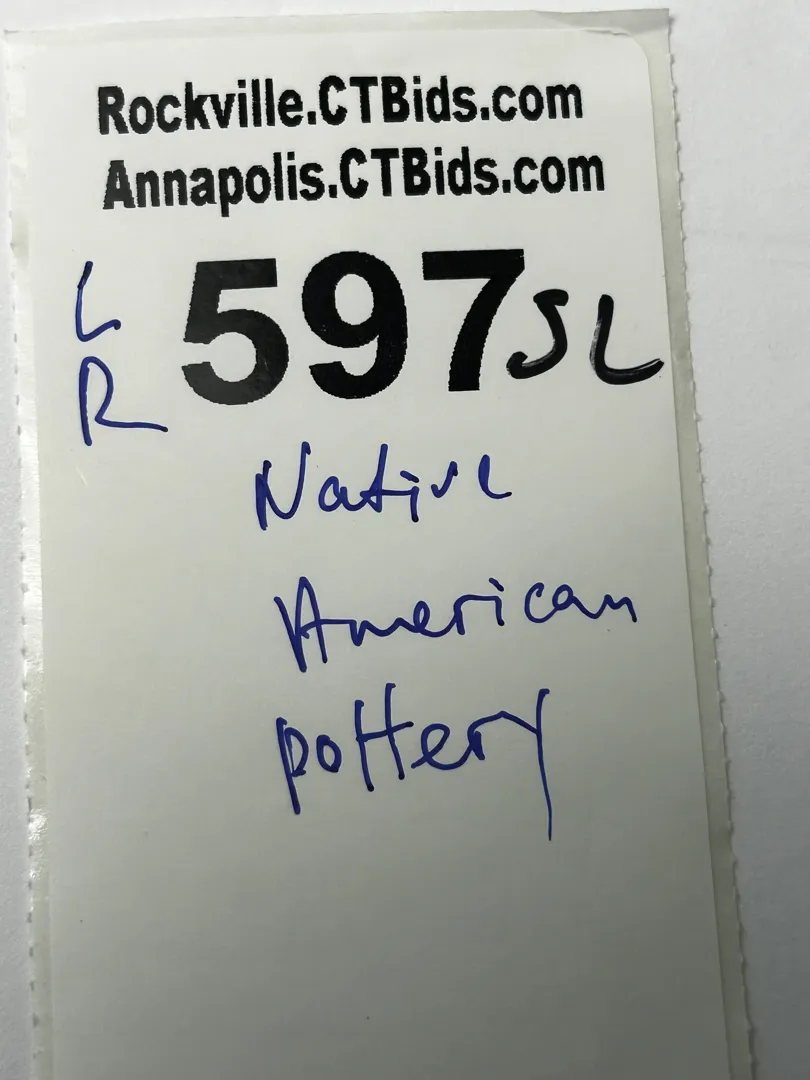 Rockville.CTBids.com
Annapolis.CTBids.com
L 597 SL
R
Native
American
pottery